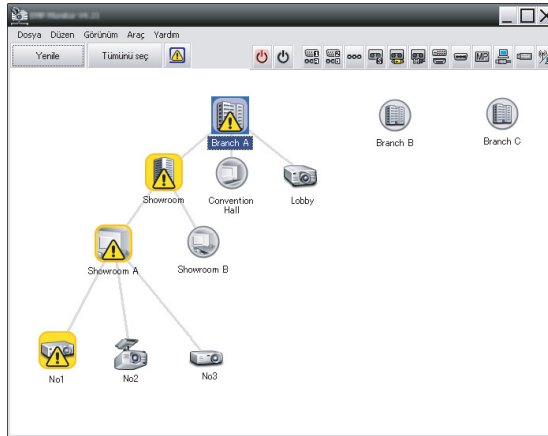 Dosya Düzen Görünüm Araç Yardım
Yenile Tümünü seç
MP
Branch A
Branch B
Branch C
Showroom
Convention
Hall
Lobby
Showroom A
Showroom B
No1
No2
No3